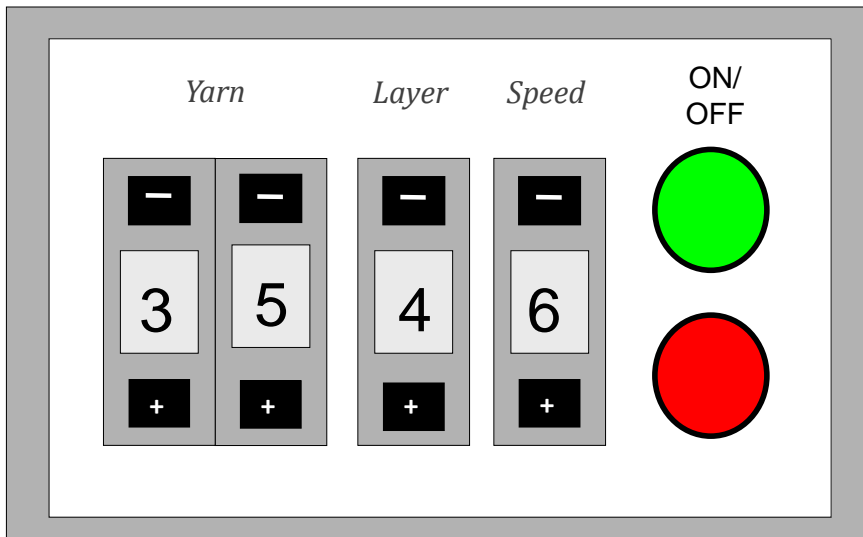 Yarn Layer Speed ON/
OFF
— — — —
3 5 4 6
+ + + +